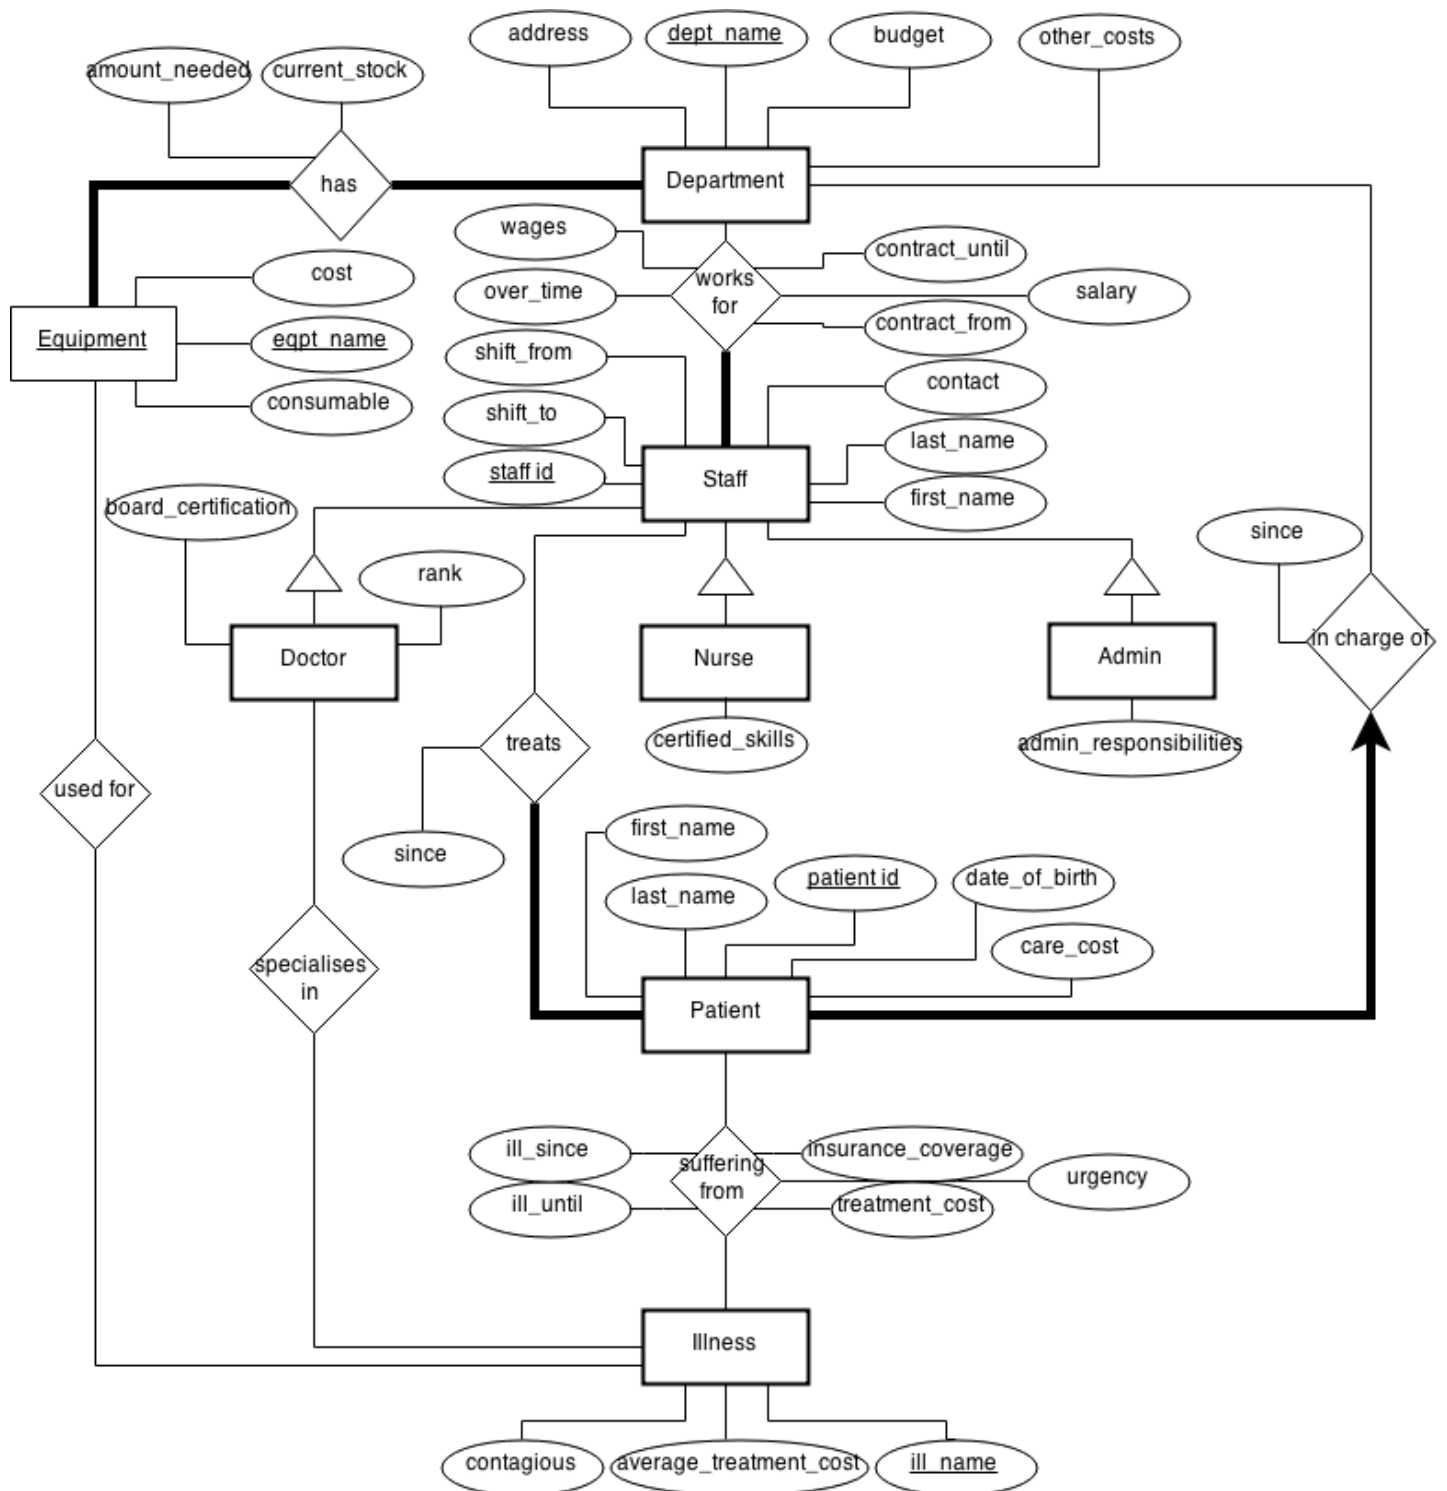 address
dept_name
budget
other_costs
amount_needed
current_stock
has
Department
wages
contract_until
works
for
cost
over_time
salary
contract_from
Equipment
eqpt_name
shift_from
contact
consumable
shift_to
last_name
staff id
Staff
first_name
board_certification
since
rank
in charge of
Doctor
Nurse
Admin
treats
certified_skills
admin_responsibilities
used for
first_name
since
patient id
date_of_birth
last_name
care_cost
specialises
in
Patient
ill_since
insurance_coverage
suffering
from
urgency
ill_until
treatment_cost
Illness
contagious
average_treatment_cost
ill_name